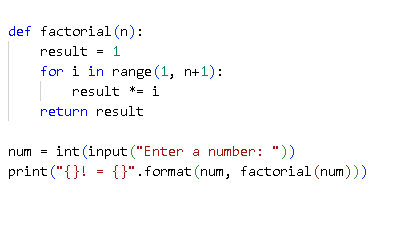 def factorial(n):
    result = 1
    for i in range(1, n+1):
        result *= i
    return result

num = int(input("Enter a number: "))
print("{}! = {}".format(num, factorial(num)))